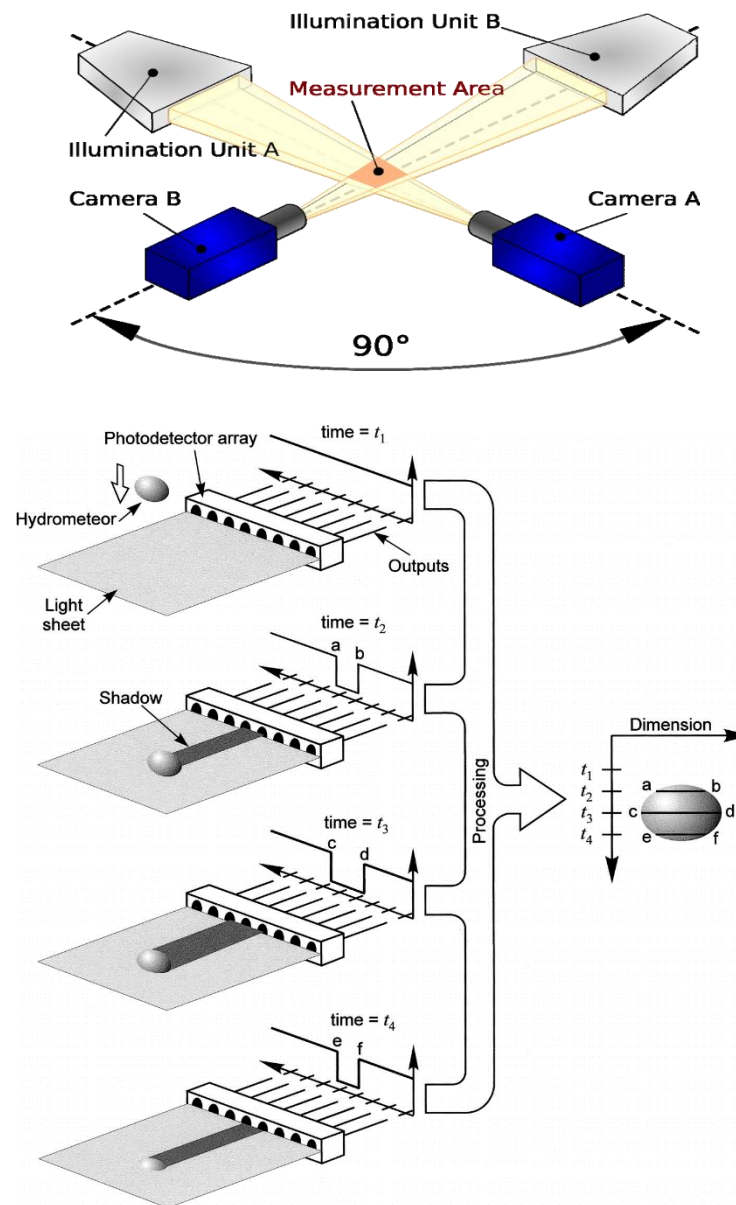 Illumination Unit B
Measurement Area
Illumination Unit A
Camera B
Camera A
90°
Photodetector array
time = t1
Hydrometeor
Outputs
Light
sheet
time = t2
a
b
Shadow
Processing
Dimension
t1
t2
a
b
t3
c
d
t4
e
f
time = t3
c
d
time = t4
e
f